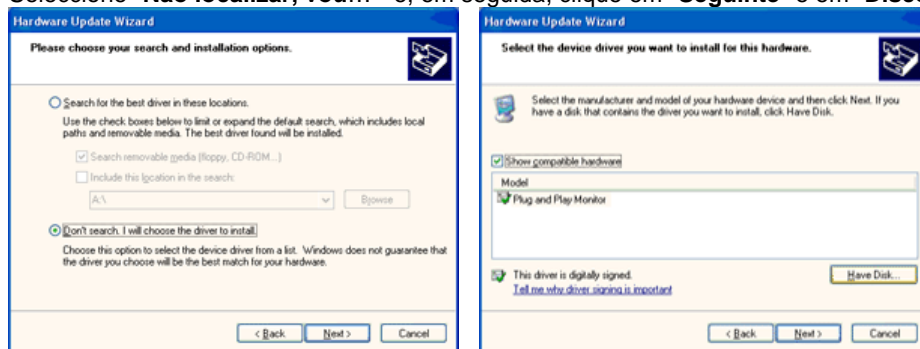 Hardware Update Wizard
Please choose your search and installation options.
Search for the best driver in these locations.
Use the check boxes below to limit or expand the default search, which includes local
paths and removable media. The best driver found will be installed.
Search removable media (floppy, CD-ROM...)
Include this location in the search:
A:\
Browse
Don't search. I will choose the driver to install.
Choose this option to select the device driver from a list. Windows does not guarantee that
the driver you choose will be the best match for your hardware.
< Back Next > Cancel
Hardware Update Wizard
Select the device driver you want to install for this hardware.
Select the manufacturer and model of your hardware device and then click Next. If you
have a disk that contains the driver you want to install, click Have Disk.
Show compatible hardware
Model
Plug and Play Monitor
This driver is digitally signed.
Have Disk...
Tell me why driver signing is important
< Back Next > Cancel